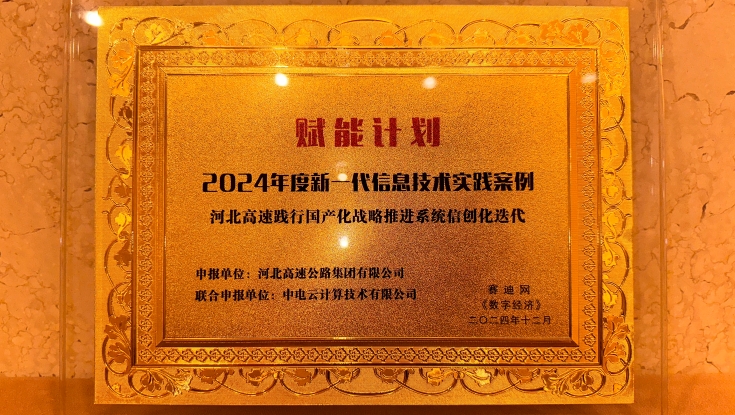 赋能计划
2024年度新一代信息技术实践案例
河北高速践行国产化战略推进系统信创化迭代
申报单位：河北高速公路集团有限公司
联合申报单位：中电云计算技术有限公司
赛迪网
《数字经济》
二〇二四年十二月